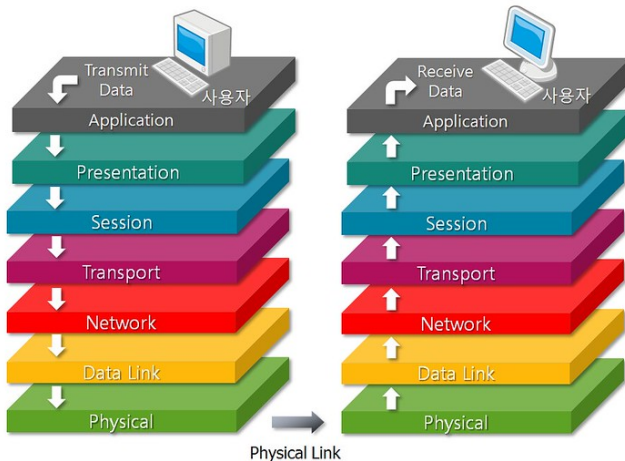 Transmit
Data
사용자
Application
Presentation
Session
Transport
Network
Data Link
Physical
Receive
Data
사용자
Application
Presentation
Session
Transport
Network
Data Link
Physical
Physical Link